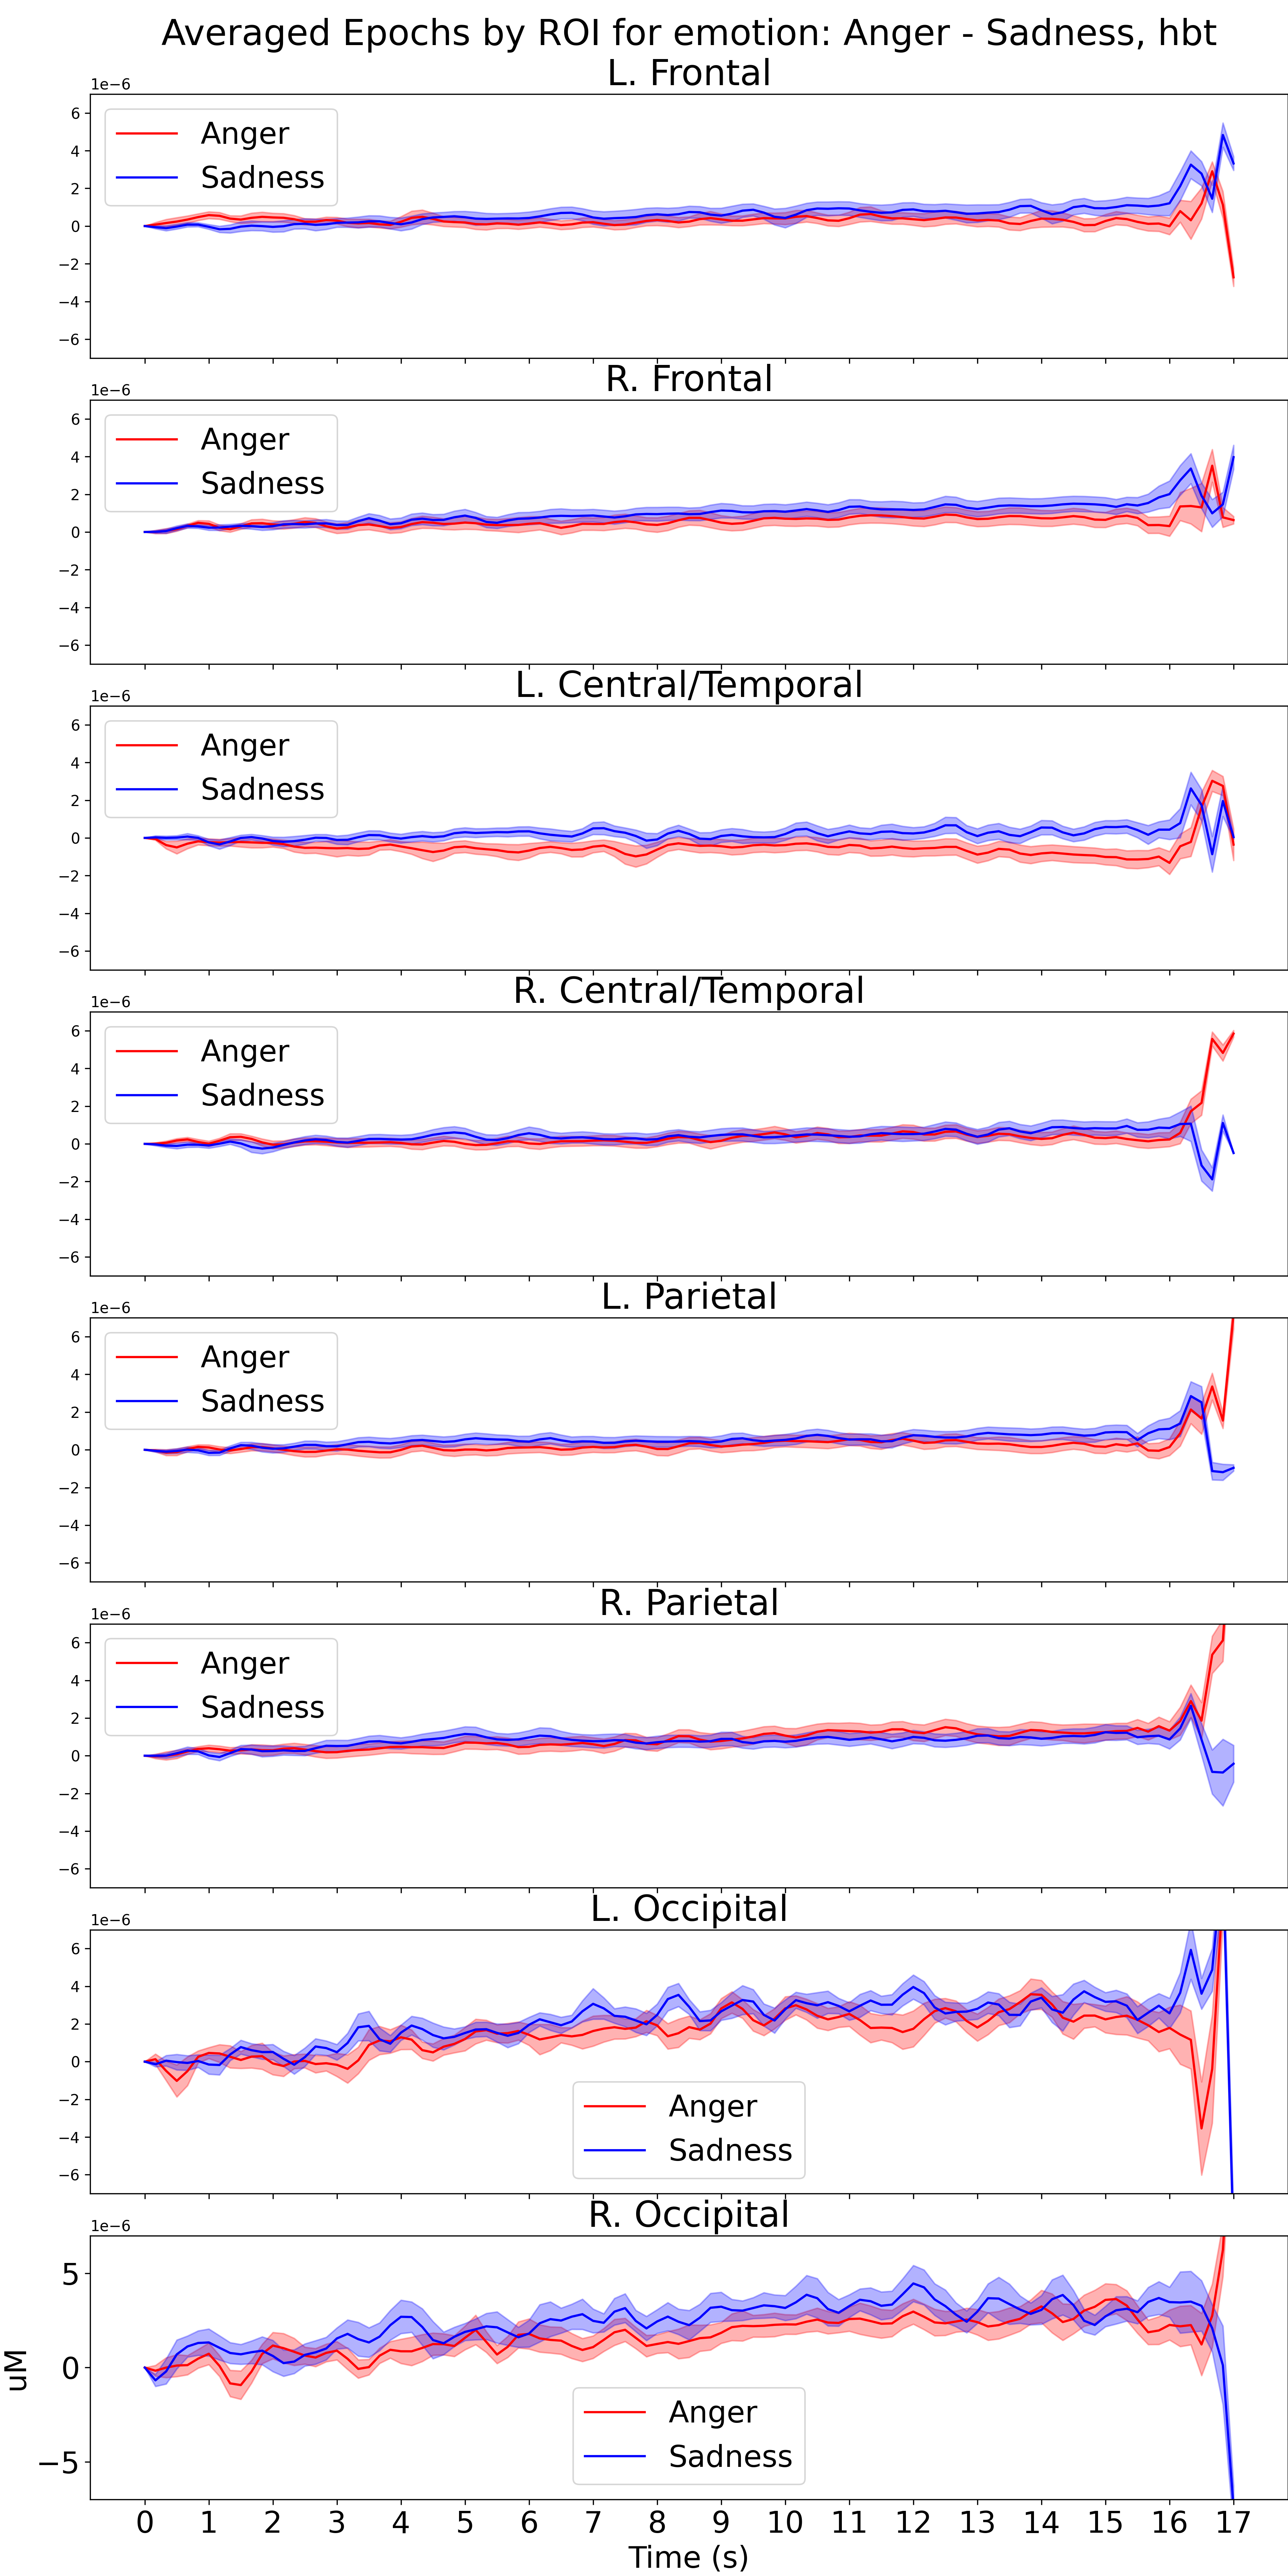 Averaged Epochs by ROI for emotion: Anger - Sadness, hbt
L. Frontal
1e−6
6
4
2
0
−2
−4
−6
Anger
Sadness
R. Frontal
1e−6
6
4
2
0
−2
−4
−6
Anger
Sadness
L. Central/Temporal
1e−6
6
4
2
0
−2
−4
−6
Anger
Sadness
R. Central/Temporal
1e−6
6
4
2
0
−2
−4
−6
Anger
Sadness
L. Parietal
1e−6
6
4
2
0
−2
−4
−6
Anger
Sadness
R. Parietal
1e−6
6
4
2
0
−2
−4
−6
Anger
Sadness
L. Occipital
1e−6
6
4
2
0
−2
−4
−6
Anger
Sadness
R. Occipital
1e−6
5
0
−5
uM
Anger
Sadness
0 1 2 3 4 5 6 7 8 9 10 11 12 13 14 15 16 17
Time (s)